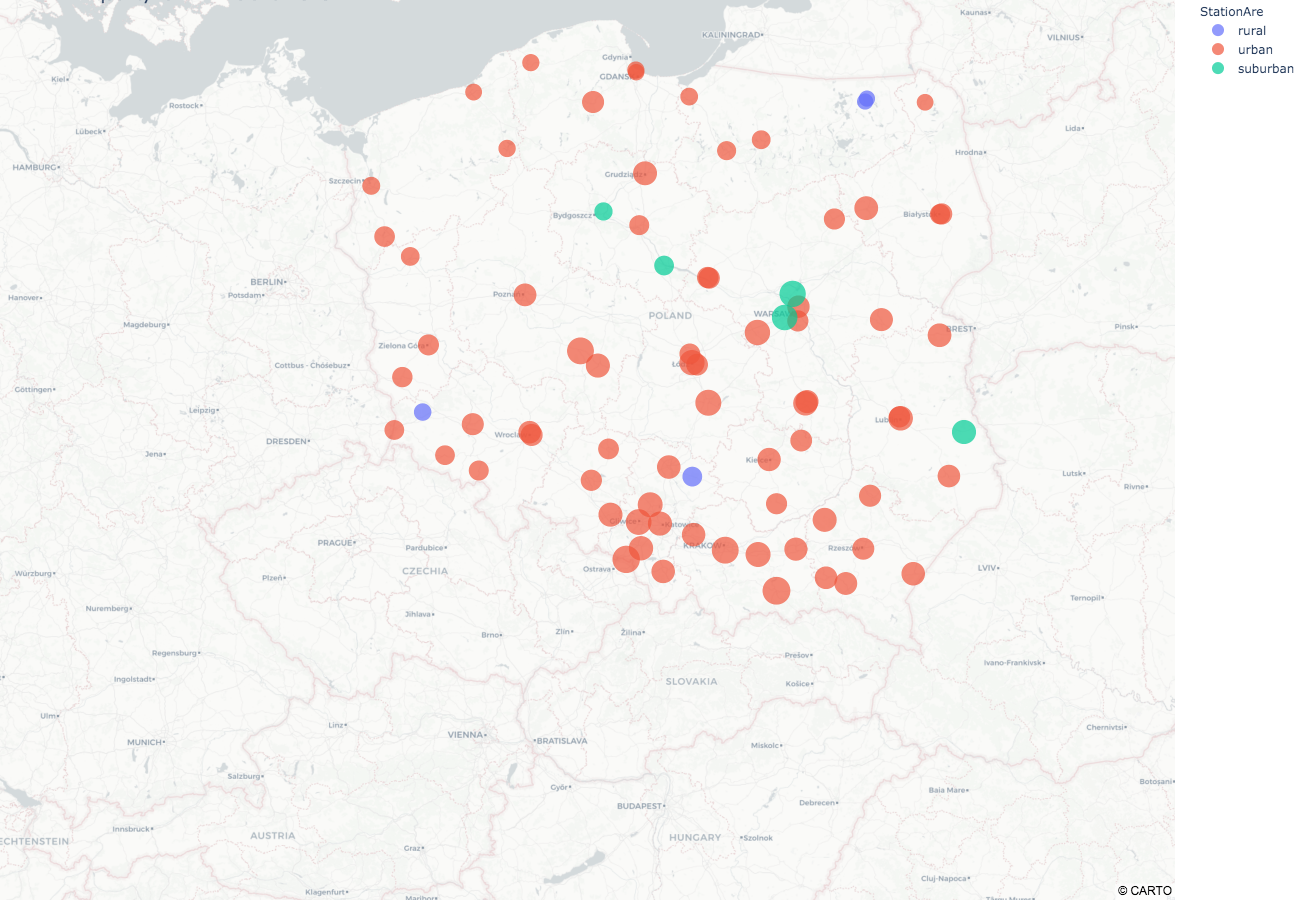 StationAre
rural
urban
suburban
Kaunas
VILNIUS
KALININGRAD
Gdynia
GDANSK
Kiel
Rostock
Lübeck
Lida
Hrodna
HAMBURG
Szczecin
Grudziądz
Bydgoszcz
Białystok
BERLIN
Potsdam
Hanover
Poznań
POLAND
WARSAW
Magdeburg
BREST
Pinsk
Zielona Góra
Cottbus - Chóśebuz
Göttingen
Leipzig
Lublin
DRESDEN
Wrocław
Jena
Kielce
Lutsk
Rivne
Gliwice
Katowice
PRAGUE
Pardubice
KRAKOW
Rzeszów
CZECHIA
Ostrava
LVIV
Würzburg
Plzeň
Ternopil
Nuremberg
Jihlava
Brno
Zlín
Žilina
Regensburg
Prešov
Ivano-Frankivsk
Ingolstadt
SLOVAKIA
Košice
Ulm
Linz
VIENNA
BRATISLAVA
MUNICH
Miskolc
Chernivtsi
Salzburg
Botosani
Győr
Baia Mare
BUDAPEST
Debrecen
Innsbruck
AUSTRIA
HUNGARY
Szolnok
ECHTENSTEIN
Graz
Cluj-Napoca
Klagenfurt
Maribor
Târgu Mureș
© CARTO